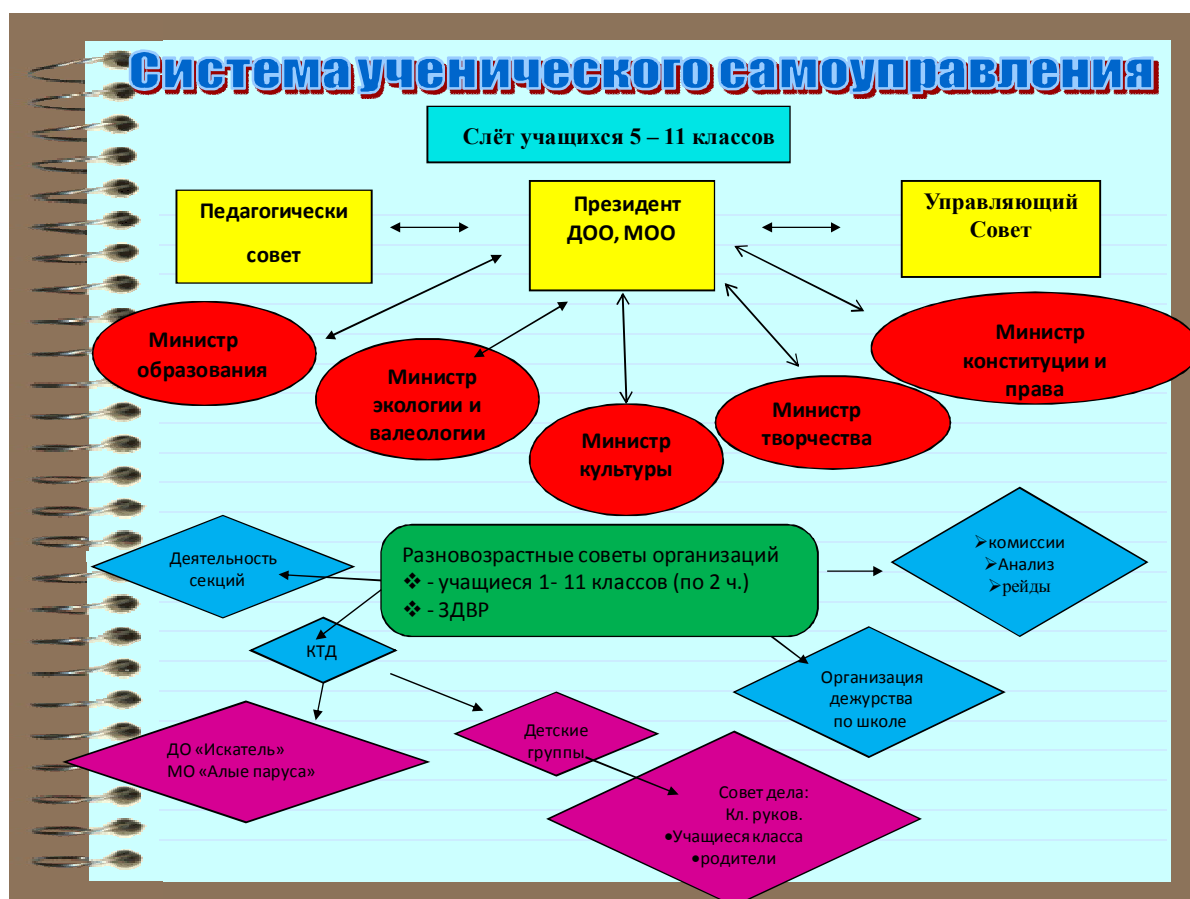 Система ученического самоуправления
Слёт учащихся 5 – 11 классов
Педагогически
совет
Президент
ДОО, МОО
Управляющий
Совет
Министр
образования
Министр
экологии и
валеологии
Министр
культуры
Министр
творчества
Министр
конституции и
права
Деятельность
секций
Разновозрастные советы организаций
❖ - учащиеся 1- 11 классов (по 2 ч.)
❖ - ЗДВР
➢комиссии
➢Анализ
➢рейды
КТД
Организация
дежурства
по школе
ДО «Искатель»
МО «Алые паруса»
Детские
группы
Совет дела:
Кл. руков.
•Учащиеся класса
•родители